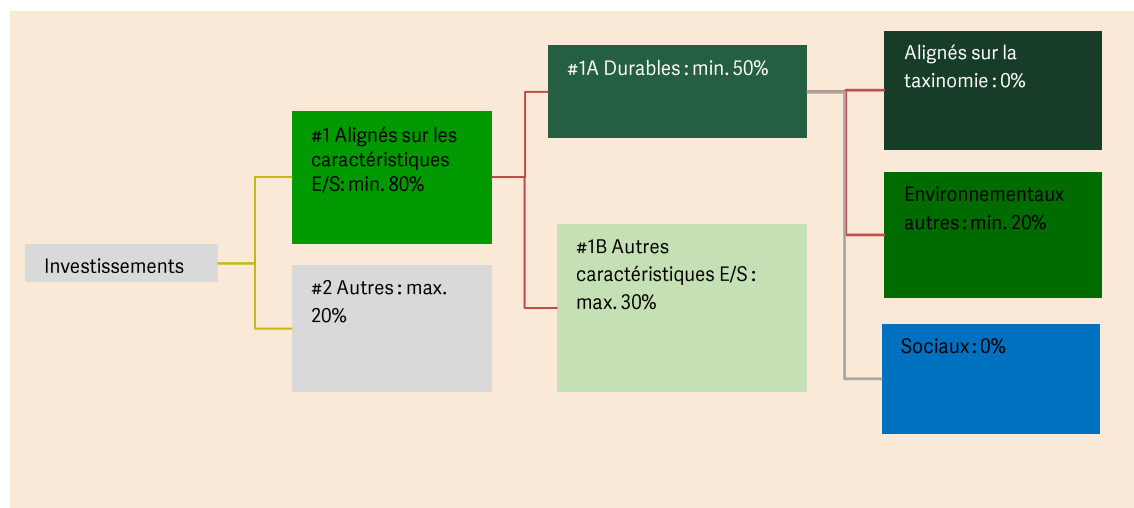 Investissements
#1 Alignés sur les
caractéristiques
E/S: min. 80%
#2 Autres : max.
20%
#1A Durables : min. 50%
#1B Autres
caractéristiques E/S :
max. 30%
Alignés sur la
taxinomie : 0%
Environnementaux
autres : min. 20%
Sociaux : 0%